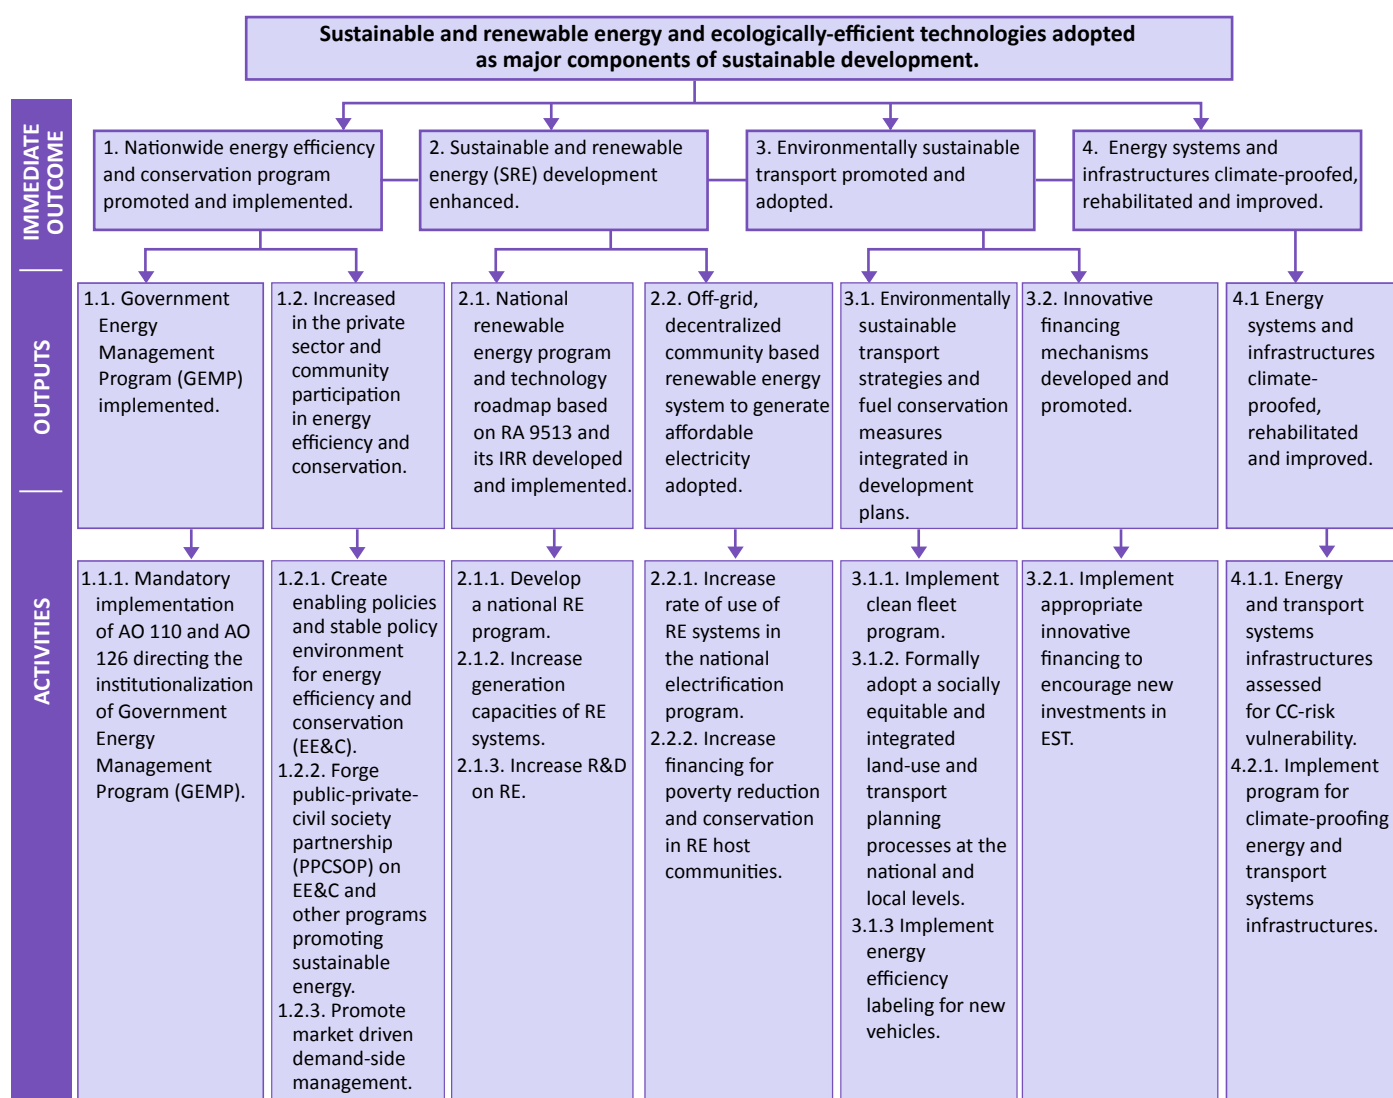 Sustainable and renewable energy and ecologically-efficient technologies adopted
as major components of sustainable development.
IMMEDIATE
OUTCOME
1. Nationwide energy efficiency
and conservation program
promoted and implemented.
2. Sustainable and renewable
energy (SRE) development
enhanced.
3. Environmentally sustainable
transport promoted and
adopted.
4. Energy systems and
infrastructures climate-proofed,
rehabilitated and improved.
OUTPUTS
1.1. Government
Energy
Management
Program (GEMP)
implemented.
1.2. Increased
in the private
sector and
community
participation
in energy
efficiency and
conservation.
2.1. National
renewable
energy program
and technology
roadmap based
on RA 9513 and
its IRR developed
and implemented.
2.2. Off-grid,
decentralized
community based
renewable energy
system to generate
affordable
electricity
adopted.
3.1. Environmentally
sustainable
transport
strategies and
fuel conservation
measures
integrated in
development
plans.
3.2. Innovative
financing
mechanisms
developed and
promoted.
4.1 Energy
systems and
infrastructures
climate-
proofed,
rehabilitated
and improved.
ACTIVITIES
1.1.1. Mandatory
implementation
of AO 110 and AO
126 directing the
institutionalization
of Government
Energy
Management
Program (GEMP).
1.2.1. Create
enabling policies
and stable policy
environment
for energy
efficiency and
conservation
(EE&C).
1.2.2. Forge
public-private-
civil society
partnership
(PPCSOP) on
EE&C and
other programs
promoting
sustainable
energy.
1.2.3. Promote
market driven
demand-side
management.
2.1.1. Develop
a national RE
program.
2.1.2. Increase
generation
capacities of RE
systems.
2.1.3. Increase R&D
on RE.
2.2.1. Increase
rate of use of
RE systems in
the national
electrification
program.
2.2.2. Increase
financing for
poverty reduction
and conservation
in RE host
communities.
3.1.1. Implement
clean fleet
program.
3.1.2. Formally
adopt a socially
equitable and
integrated
land-use and
transport
planning
processes at the
national and
local levels.
3.1.3 Implement
energy
efficiency
labeling for new
vehicles.
3.2.1. Implement
appropriate
innovative
financing to
encourage new
investments in
EST.
4.1.1. Energy
and transport
systems
infrastructures
assessed
for CC-risk
vulnerability.
4.2.1. Implement
program for
climate-proofing
energy and
transport
systems
infrastructures.